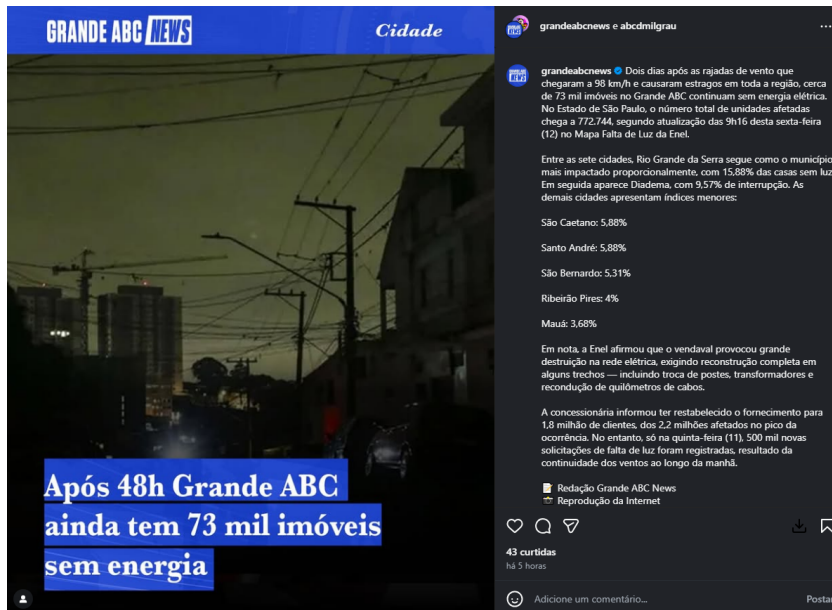 GRANDE ABC NEWS
Cidade
Após 48h Grande ABC
ainda tem 73 mil imóveis
sem energia
grandeabcnews e abcdmilgrau
grandeabcnews Dois dias após as rajadas de vento que
chegaram a 98 km/h e causaram estragos em toda a região, cerca
de 73 mil imóveis no Grande ABC continuam sem energia elétrica.
No Estado de São Paulo, o número total de unidades afetadas
chega a 772.744, segundo atualização das 9h16 desta sexta-feira
(12) no Mapa Falta de Luz da Enel.
Entre as sete cidades, Rio Grande da Serra segue como o município
mais impactado proporcionalmente, com 15,88% das casas sem luz
Em seguida aparece Diadema, com 9,57% de interrupção. As
demais cidades apresentam índices menores:
São Caetano: 5,88%
Santo André: 5,88%
São Bernardo: 5,31%
Ribeirão Pires: 4%
Mauá: 3,68%
Em nota, a Enel afirmou que o vendaval provocou grande
destruição na rede elétrica, exigindo reconstrução completa em
alguns trechos — incluindo troca de postes, transformadores e
recondução de quilômetros de cabos.
A concessionária informou ter restabelecido o fornecimento para
1,8 milhão de clientes, dos 2,2 milhões afetados no pico da
ocorrência. No entanto, só na quinta-feira (11), 500 mil novas
solicitações de falta de luz foram registradas, resultado da
continuidade dos ventos ao longo da manhã.
Redação Grande ABC News
Reprodução da Internet
43 curtidas
há 5 horas
Adicione um comentário...
Postar